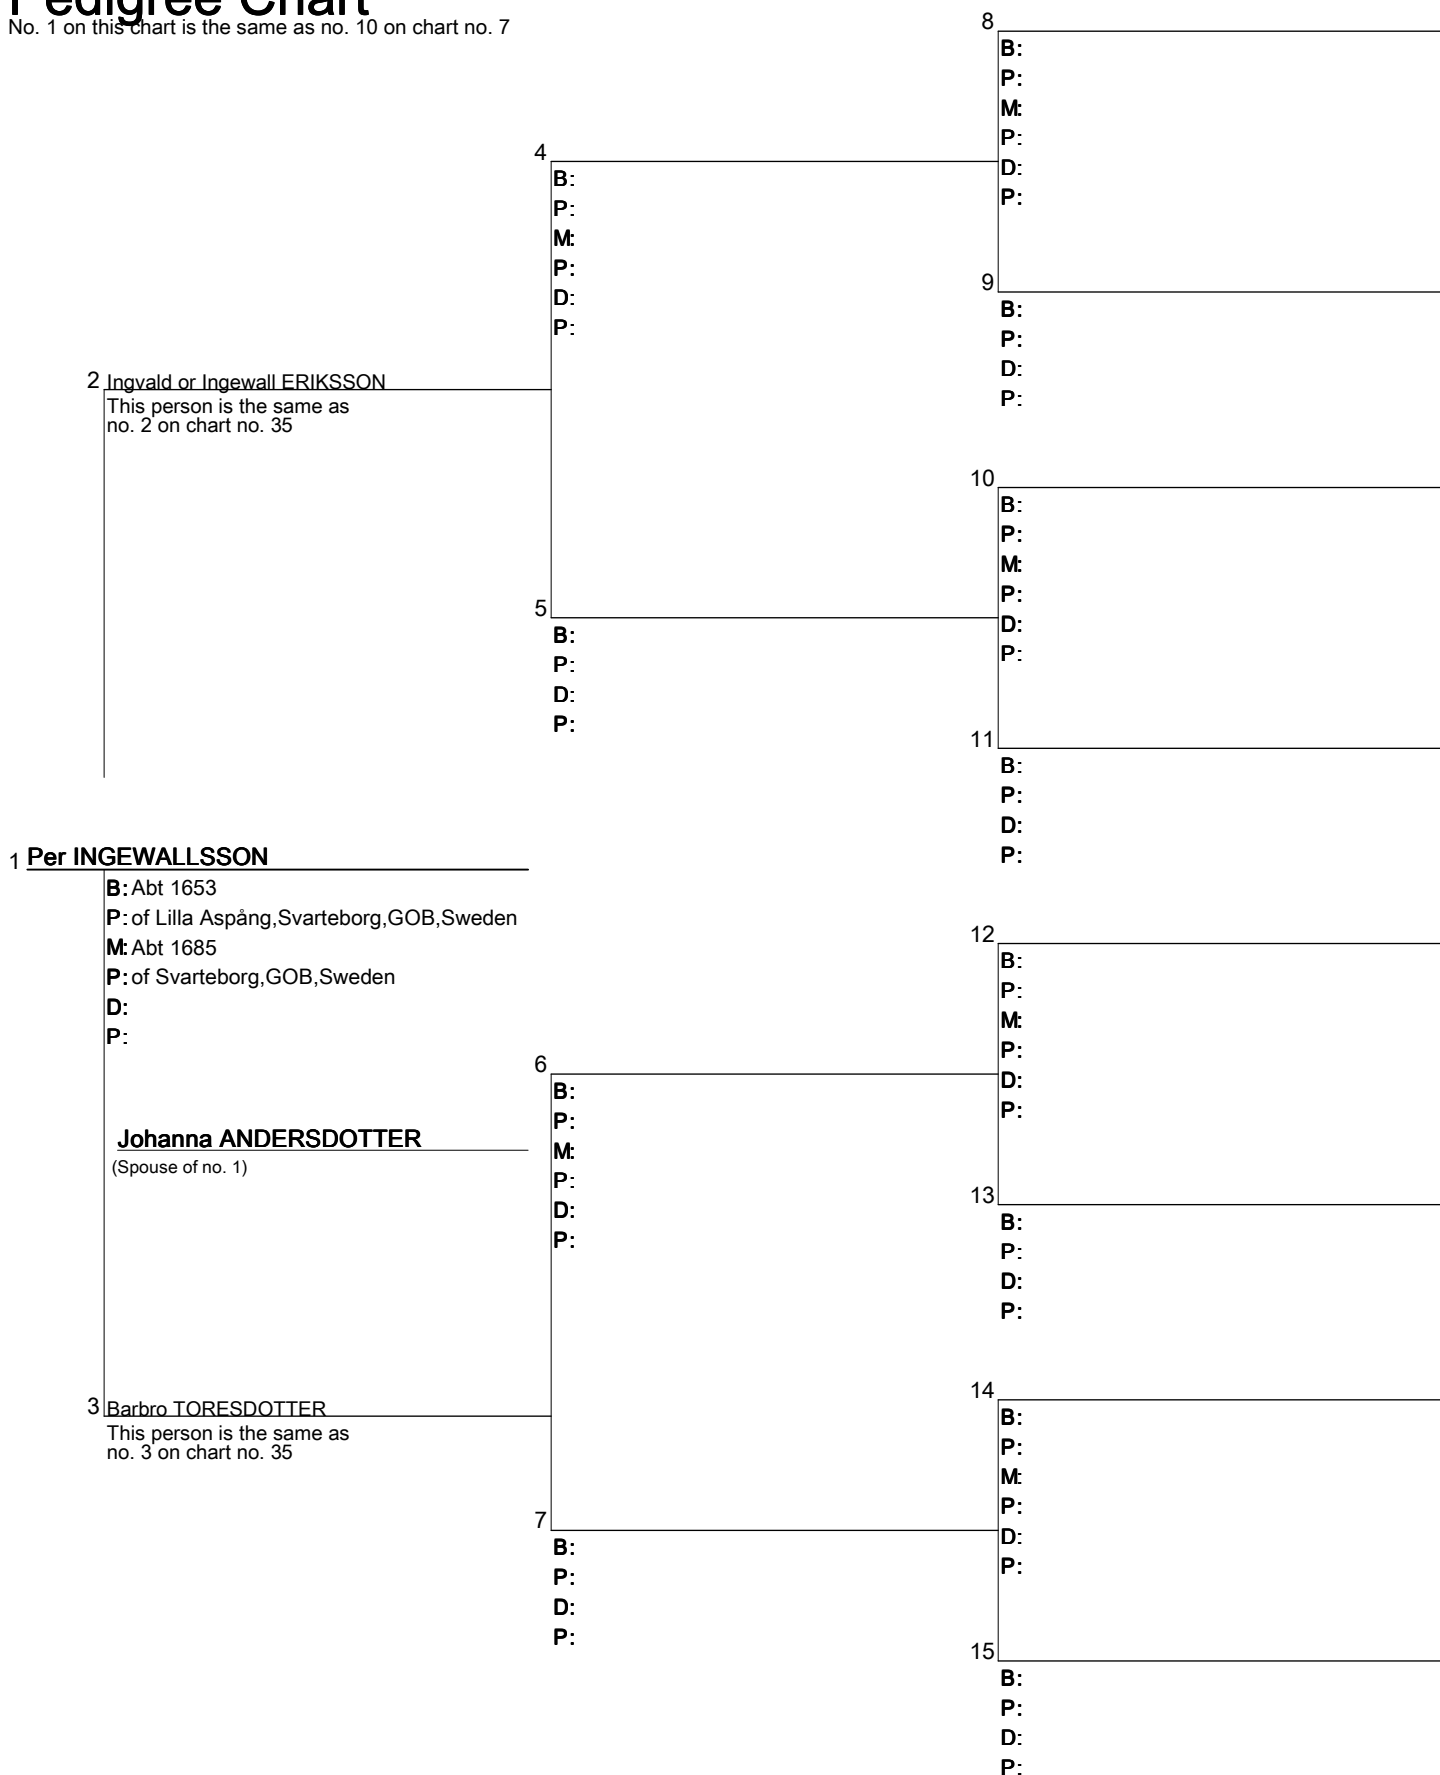 Pedigree Chart
No. 1 on this chart is the same as no. 10 on chart no. 7
8
B:
P:
M:
P:
D:
P:
4
B:
P:
M:
P:
D:
P:
9
B:
P:
D:
P:
2 Ingvald or Ingewall ERIKSSON
This person is the same as
no. 2 on chart no. 35
10
B:
P:
M:
P:
D:
P:
5
B:
P:
D:
P:
11
B:
P:
D:
P:
1 Per INGEWALLSSON
B: Abt 1653
P: of Lilla Aspång,Svarteborg,GOB,Sweden
M: Abt 1685
P: of Svarteborg,GOB,Sweden
D:
P:
12
B:
P:
M:
P:
D:
P:
6
B:
P:
M:
P:
D:
P:
Johanna ANDERSDOTTER
(Spouse of no. 1)
13
B:
P:
D:
P:
3 Barbro TORESDOTTER
This person is the same as
no. 3 on chart no. 35
14
B:
P:
M:
P:
D:
P:
7
B:
P:
D:
P:
15
B:
P:
D:
P: